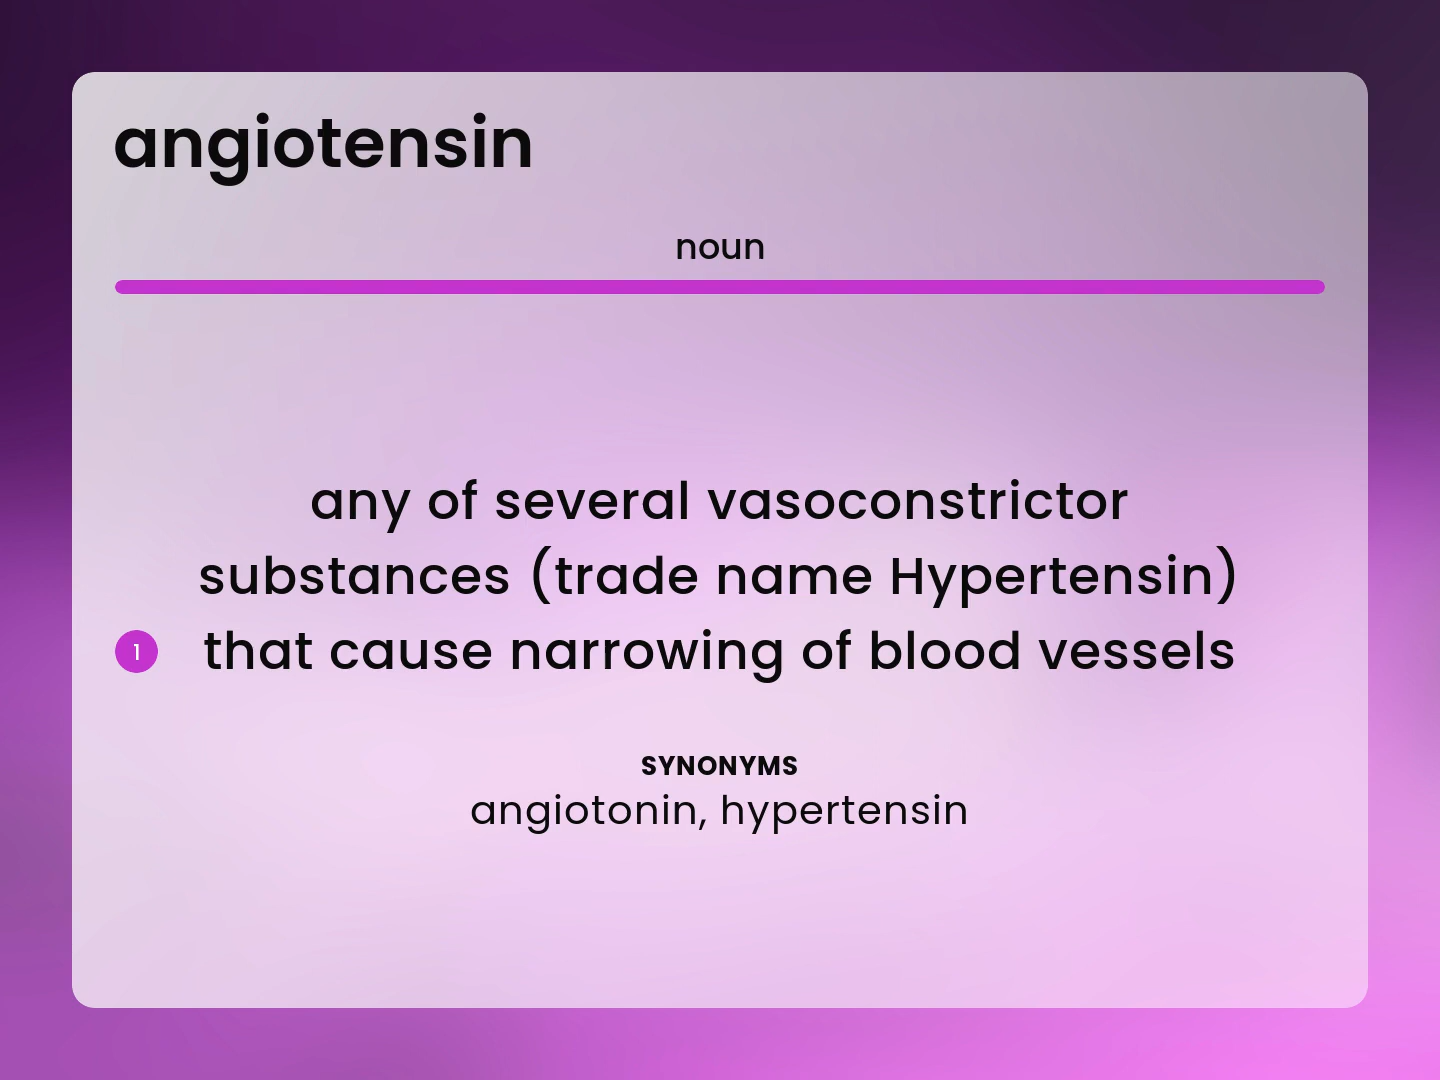 angiotensin
noun
any of several vasoconstrictor
substances (trade name Hypertensin)
1 that cause narrowing of blood vessels
SYNONYMS
angiotonin, hypertensin